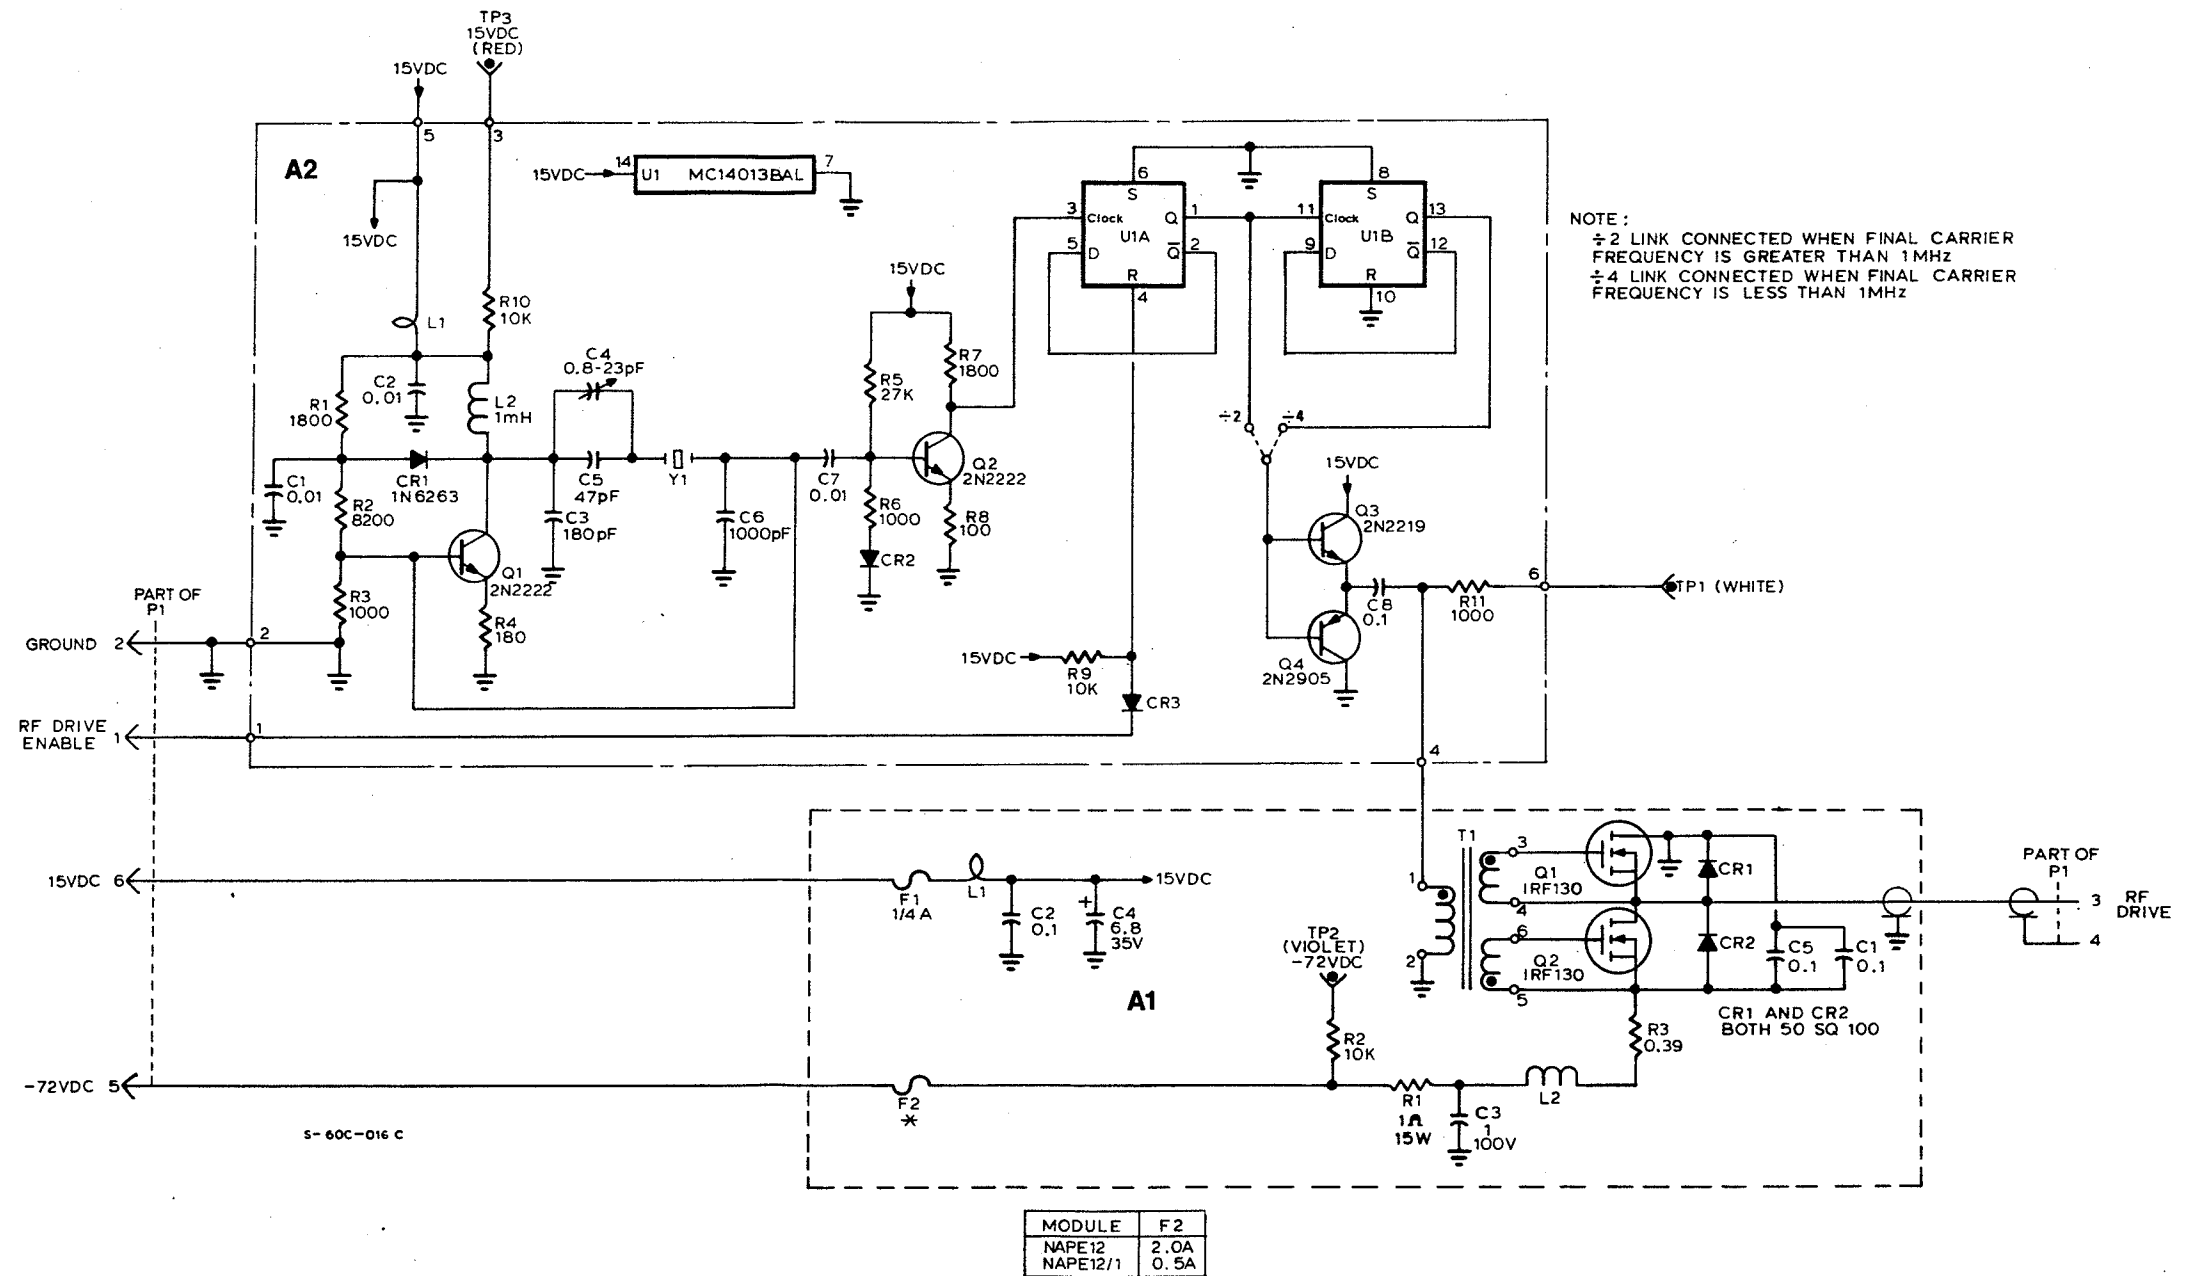 TP3
15VDC
(RED)
15VDC
5
3
A2
15VDC
14
U1 MC14013BAL
7
15VDC
L1
R10
10K
C2
0.01
R1
1800
L2
1mH
C4
0.8-23pF
C1
0.01
CR1
1N6263
R2
8200
C5
47pF
Y1
C3
180pF
C6
1000pF
C7
0.01
15VDC
R5
27K
R7
1800
R6
1000
Q2
2N2222
R8
100
CR2
Q1
2N2222
R3
1000
R4
180
6
S
3 Clock Q 1
U1A
5 D Q 2
R
4
8
S
11 Clock Q 13
U1B
9 D Q 12
R
10
÷2
÷4
NOTE:
÷2 LINK CONNECTED WHEN FINAL CARRIER
FREQUENCY IS GREATER THAN 1MHz
÷4 LINK CONNECTED WHEN FINAL CARRIER
FREQUENCY IS LESS THAN 1MHz
15VDC
Q3
2N2219
C8
0.1
R11
1000
6
TP1 (WHITE)
Q4
2N2905
15VDC
R9
10K
CR3
4
PART OF
P1
GROUND 2
2
RF DRIVE
ENABLE 1
1
15VDC 6
F1
1/4A
L1
C2
0.1
+
C4
6.8
35V
15VDC
T1
1
2
3
4
6
5
Q1
IRF130
Q2
IRF130
CR1
CR2
C5
0.1
C1
0.1
CR1 AND CR2
BOTH 50 SQ 100
PART OF
P1
3
4
RF
DRIVE
TP2
(VIOLET)
-72VDC
A1
R2
10K
R3
0.39
-72VDC 5
F2
*
R1
1Ω
15W
C3
1
100V
L2
S-60C-016 C
MODULE F2
NAPE12 2.0A
NAPE12/1 0.5A